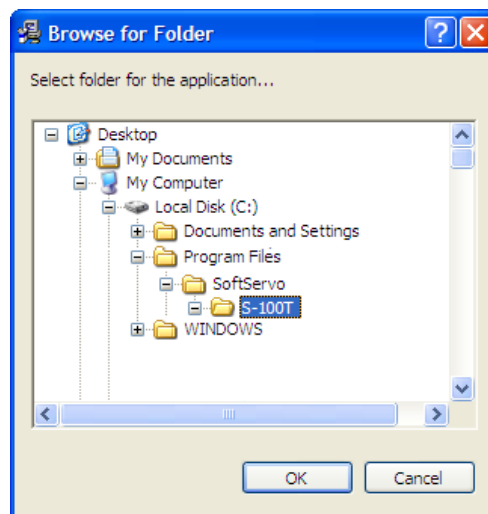 Browse for Folder
Select folder for the application...
Desktop
My Documents
My Computer
Local Disk (C:)
Documents and Settings
Program Files
SoftServo
S-100T
WINDOWS
OK
Cancel